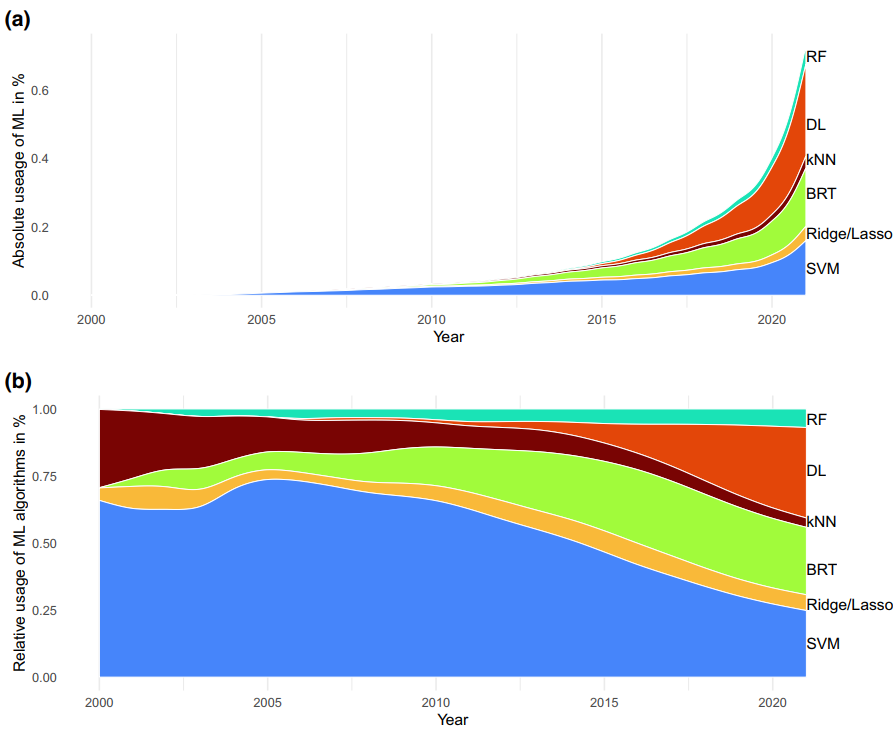 (a)
Absolute useage of ML in %
0.6
0.4
0.2
0.0
RF
DL
kNN
BRT
Ridge/Lasso
SVM
2000 2005 2010 2015 2020
Year
(b)
Relative usage of ML algorithms in %
1.00
0.75
0.50
0.25
0.00
RF
DL
kNN
BRT
Ridge/Lasso
SVM
2000 2005 2010 2015 2020
Year